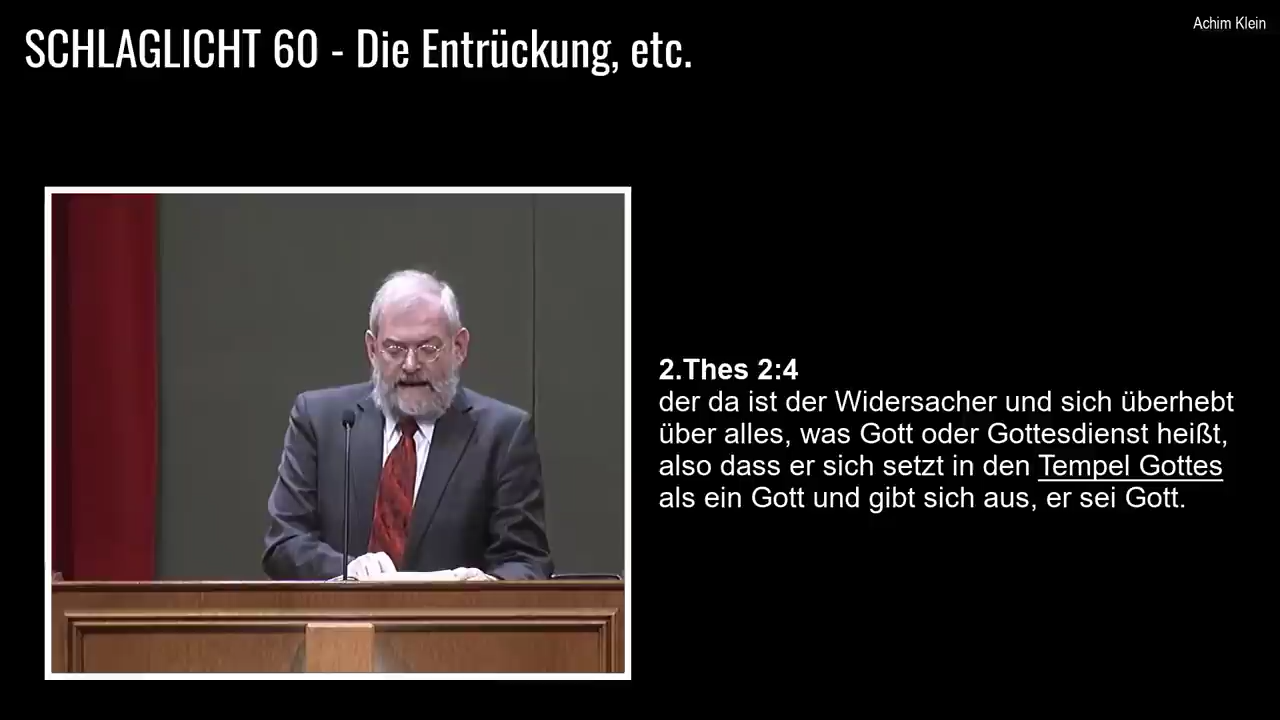 SCHLAGLICHT 60 - Die Entrückung, etc.
Achim Klein
2.Thes 2:4
der da ist der Widersacher und sich überhebt
über alles, was Gott oder Gottesdienst heißt,
also dass er sich setzt in den Tempel Gottes
als ein Gott und gibt sich aus, er sei Gott.